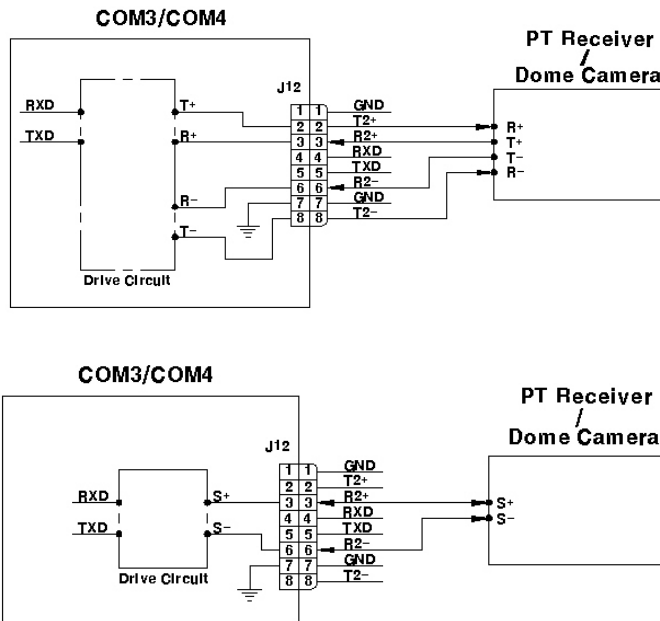 COM3/COM4
PT Receiver
/
Dome Camera
J12
RXD
TXD
T+
R+
R-
T-
Drive Circuit
1 1 GND
2 2 T2+
3 3 R2+
4 4 RXD
5 5 TXD
6 6 R2-
7 7 GND
8 8 T2-
R+
T+
T-
R-
COM3/COM4
PT Receiver
/
Dome Camera
J12
RXD
TXD
S+
S-
Drive Circuit
1 1 GND
2 2 T2+
3 3 R2+
4 4 RXD
5 5 TXD
6 6 R2-
7 7 GND
8 8 T2-
S+
S-